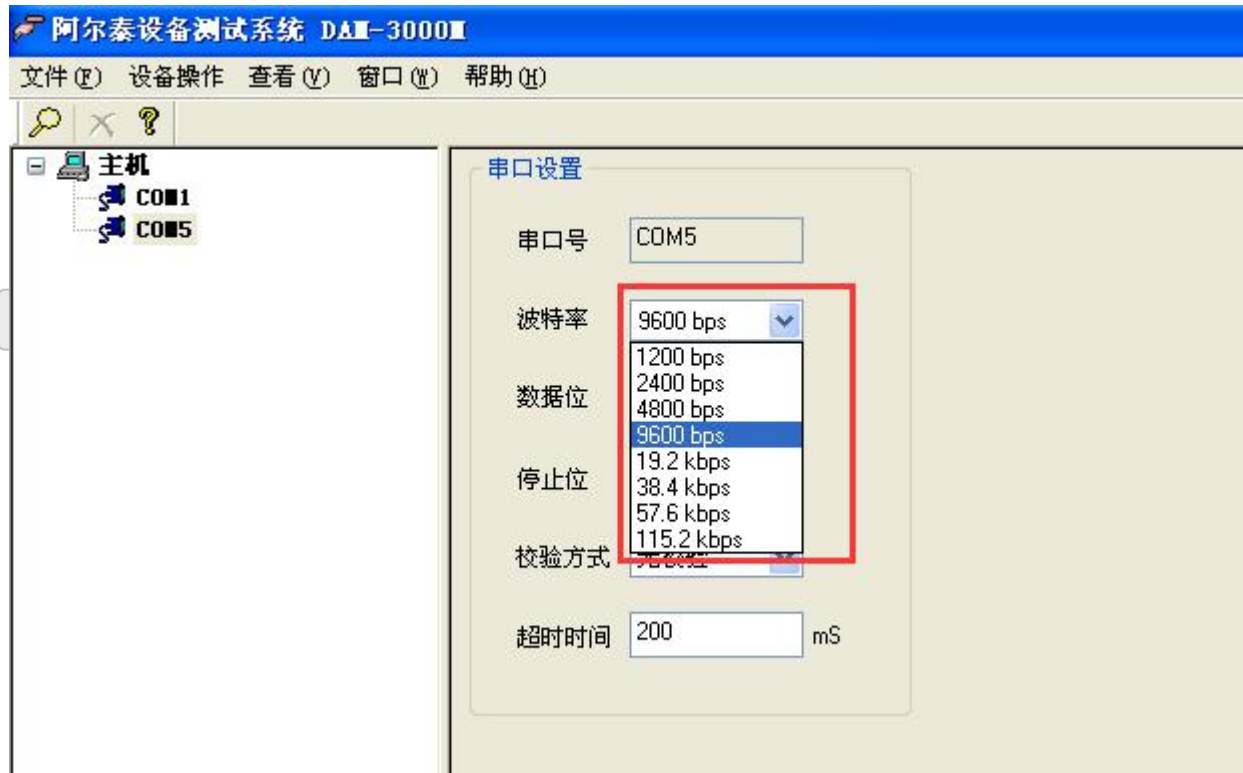 阿尔泰设备测试系统 DAM-3000M
文件(F) 设备操作 查看(V) 窗口(W) 帮助(H)
主机
COM1
COM5
串口设置
串口号 COM5
波特率 9600 bps
1200 bps
2400 bps
数据位
4800 bps
9600 bps
19.2 kbps
停止位
38.4 kbps
57.6 kbps
115.2 kbps
校验方式
超时时间 200 mS